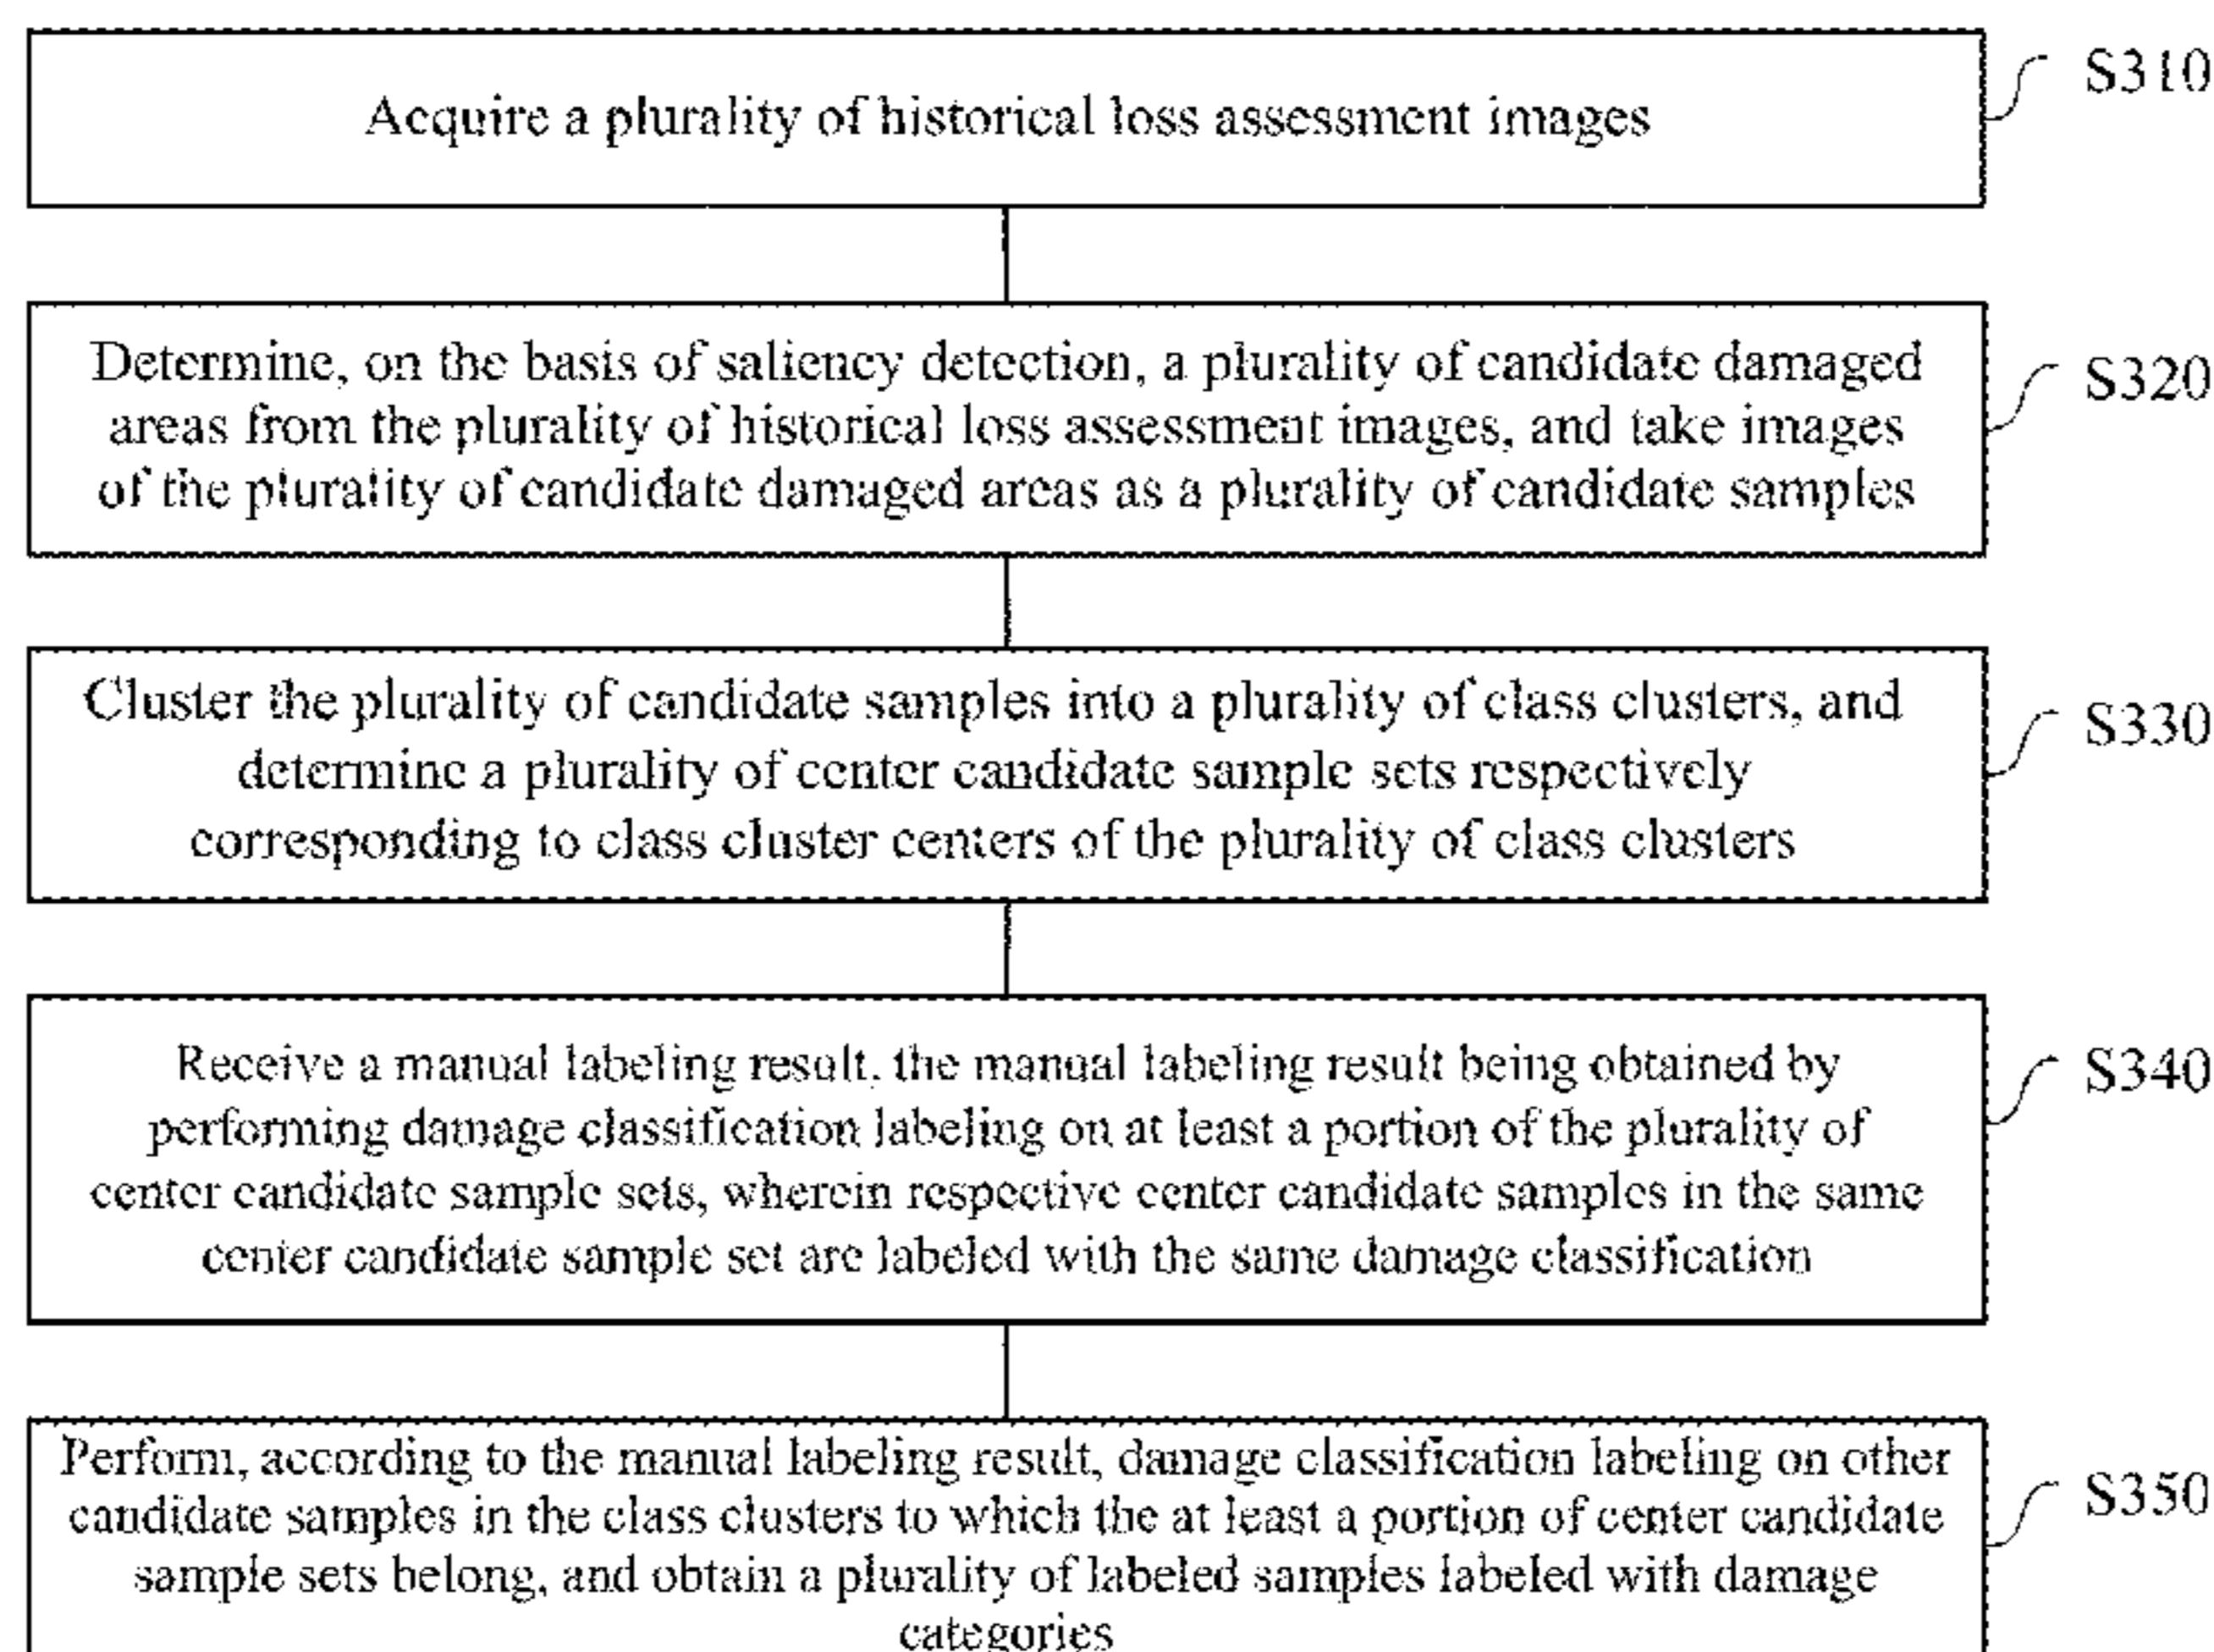 Acquire a plurality of historical loss assessment images
S310
Determine, on the basis of saliency detection, a plurality of candidate damaged
areas from the plurality of historical loss assessment images, and take images
of the plurality of candidate damaged areas as a plurality of candidate samples
S320
Cluster the plurality of candidate samples into a plurality of class clusters, and
determine a plurality of center candidate sample sets respectively
corresponding to class cluster centers of the plurality of class clusters
S330
Receive a manual labeling result, the manual labeling result being obtained by
performing damage classification labeling on at least a portion of the plurality of
center candidate sample sets, wherein respective center candidate samples in the same
center candidate sample set are labeled with the same damage classification
S340
Perform, according to the manual labeling result, damage classification labeling on other
candidate samples in the class clusters to which the at least a portion of center candidate
sample sets belong, and obtain a plurality of labeled samples labeled with damage
categories
S350